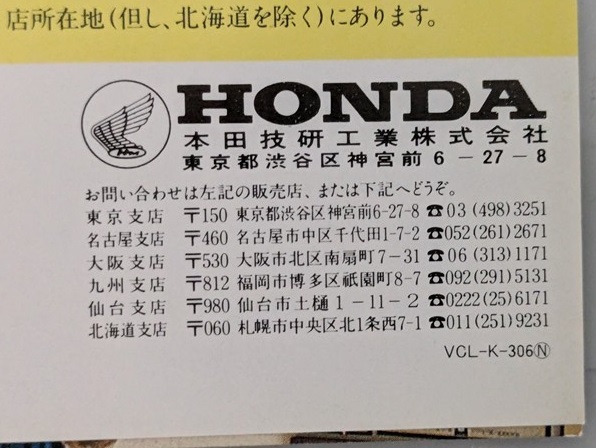 店所在地(但し、北海道を除く)にあります。
HONDA
本田技研工業株式会社
東京都渋谷区神宮前6-27-8
お問い合わせは左記の販売店、または下記へどうぞ。
東京支店 〒150 東京都渋谷区神宮前6-27-8 ☎03(498)3251
名古屋支店 〒460 名古屋市中区千代田1-7-2 ☎052(261)2671
大阪支店 〒530 大阪市北区南扇町7-31 ☎06(313)1171
九州支店 〒812 福岡市博多区祇園町8-7 ☎092(291)5131
仙台支店 〒980 仙台市土樋1-11-2 ☎0222(25)6171
北海道支店 〒060 札幌市中央区北1条西7-1 ☎011(251)9231
VCL-K-306Ⓝ